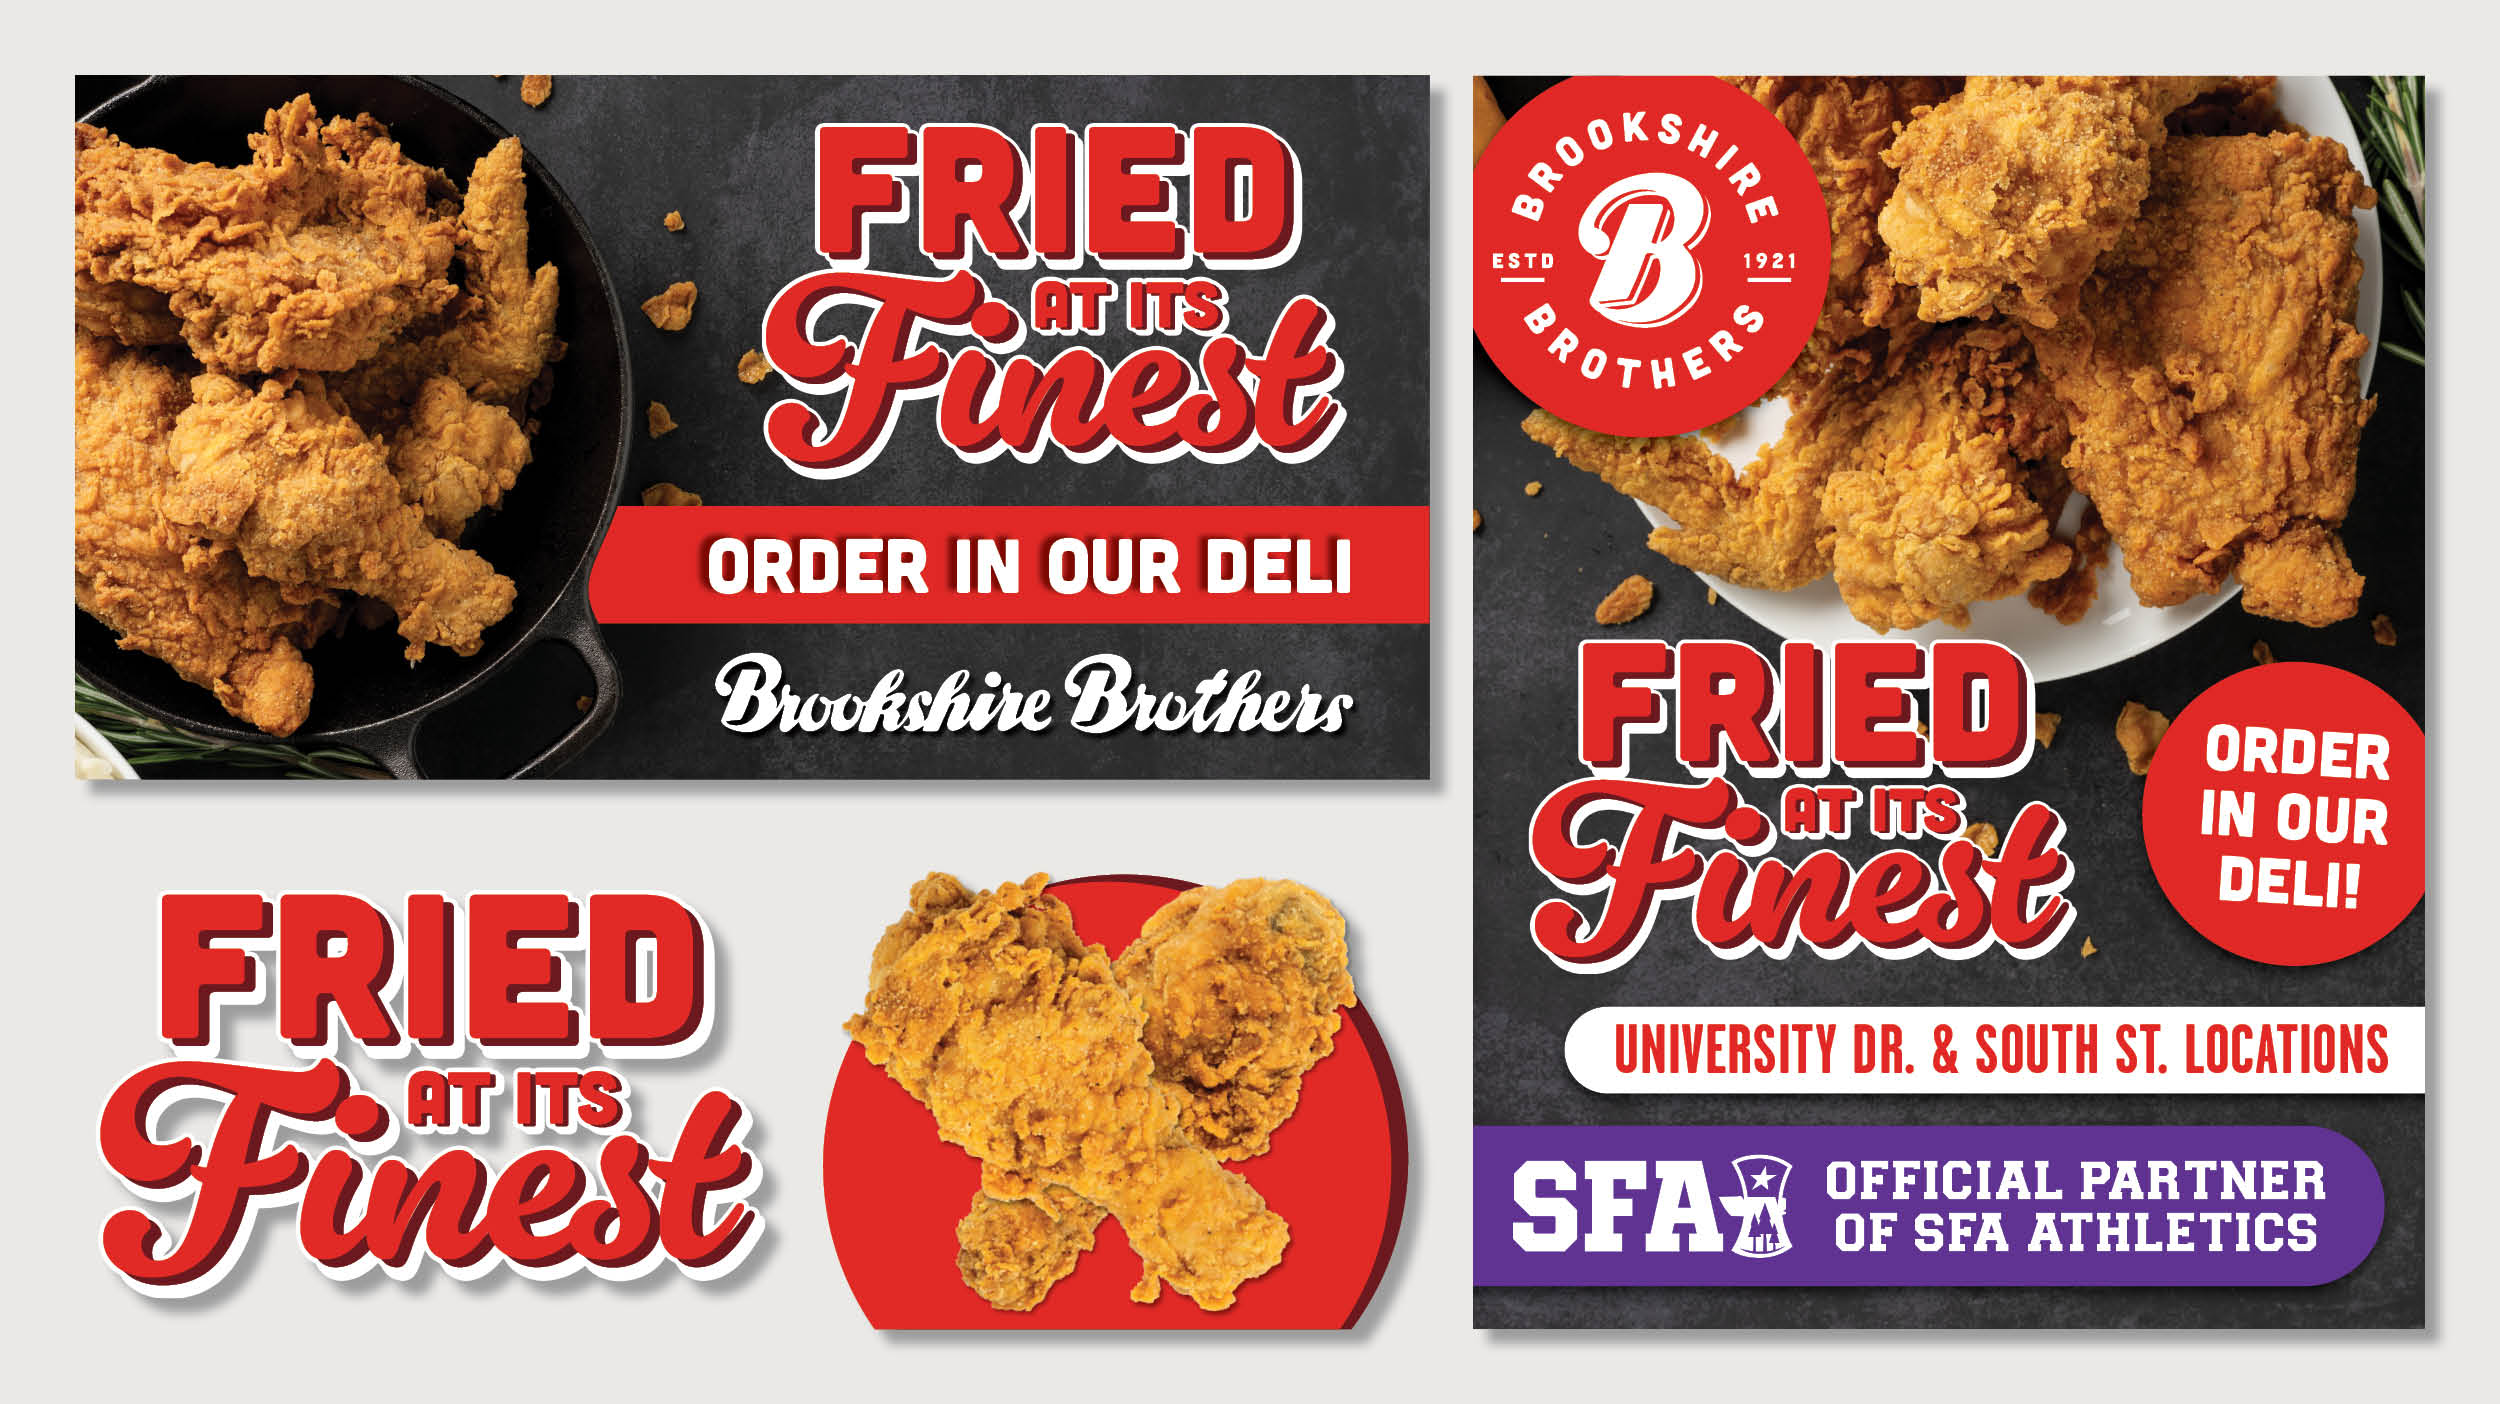 FRIED
AT ITS
Finest
ORDER IN OUR DELI
Brookshire Brothers
FRIED
AT ITS
Finest
BROOKSHIRE
B
ESTD 1921
BROTHERS
FRIED
AT ITS
Finest
ORDER
IN OUR
DELI!
UNIVERSITY DR. & SOUTH ST. LOCATIONS
SFA
OFFICIAL PARTNER
OF SFA ATHLETICS